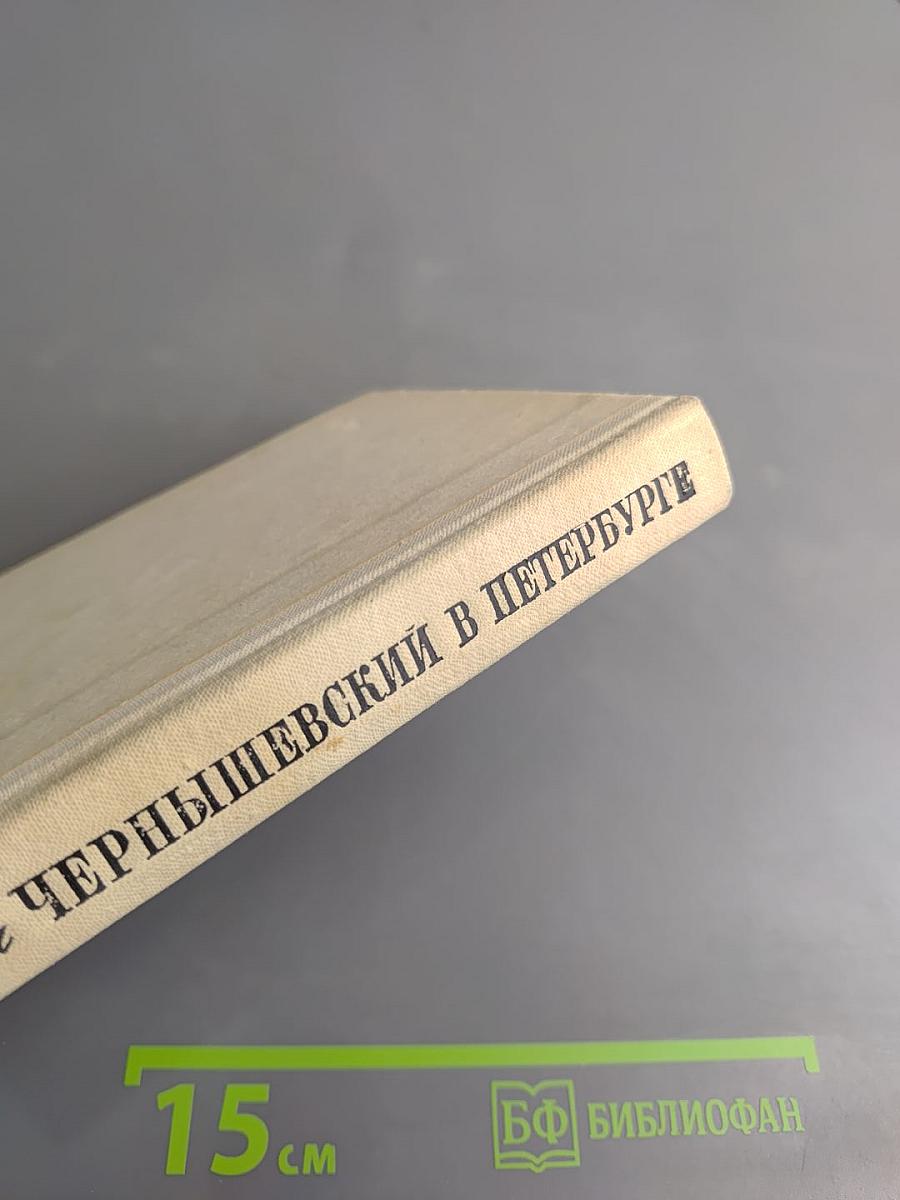 ЧЕРНЫШЕВСКИЙ В ПЕТЕРБУРГЕ
15 см
БФ БИБЛИОФАН